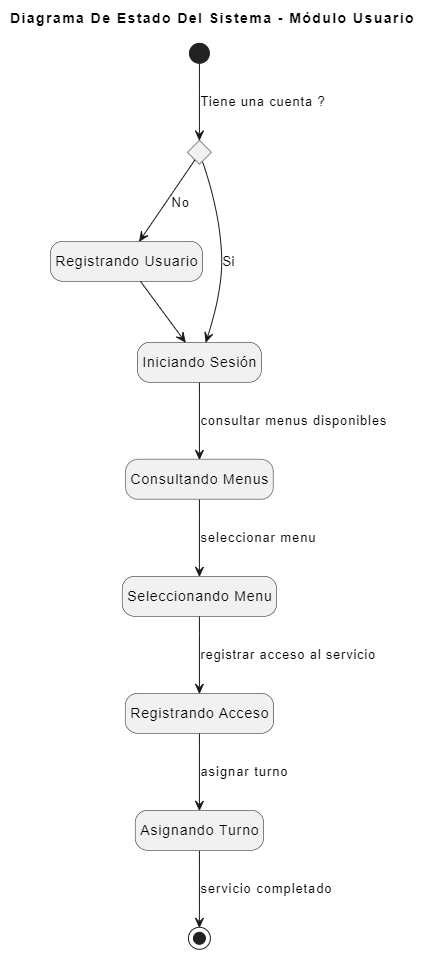 Diagrama De Estado Del Sistema - Módulo Usuario
Tiene una cuenta ?
No
Registrando Usuario
Si
Iniciando Sesión
consultar menus disponibles
Consultando Menus
seleccionar menu
Seleccionando Menu
registrar acceso al servicio
Registrando Acceso
asignar turno
Asignando Turno
servicio completado